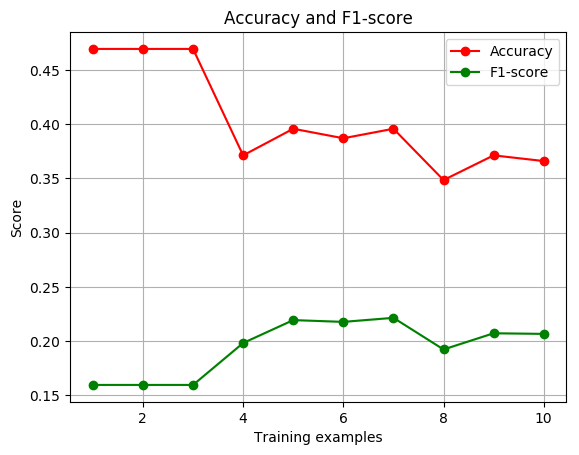 Accuracy and F1-score
Accuracy
F1-score
Score
0.45
0.40
0.35
0.30
0.25
0.20
0.15
2 4 6 8 10
Training examples